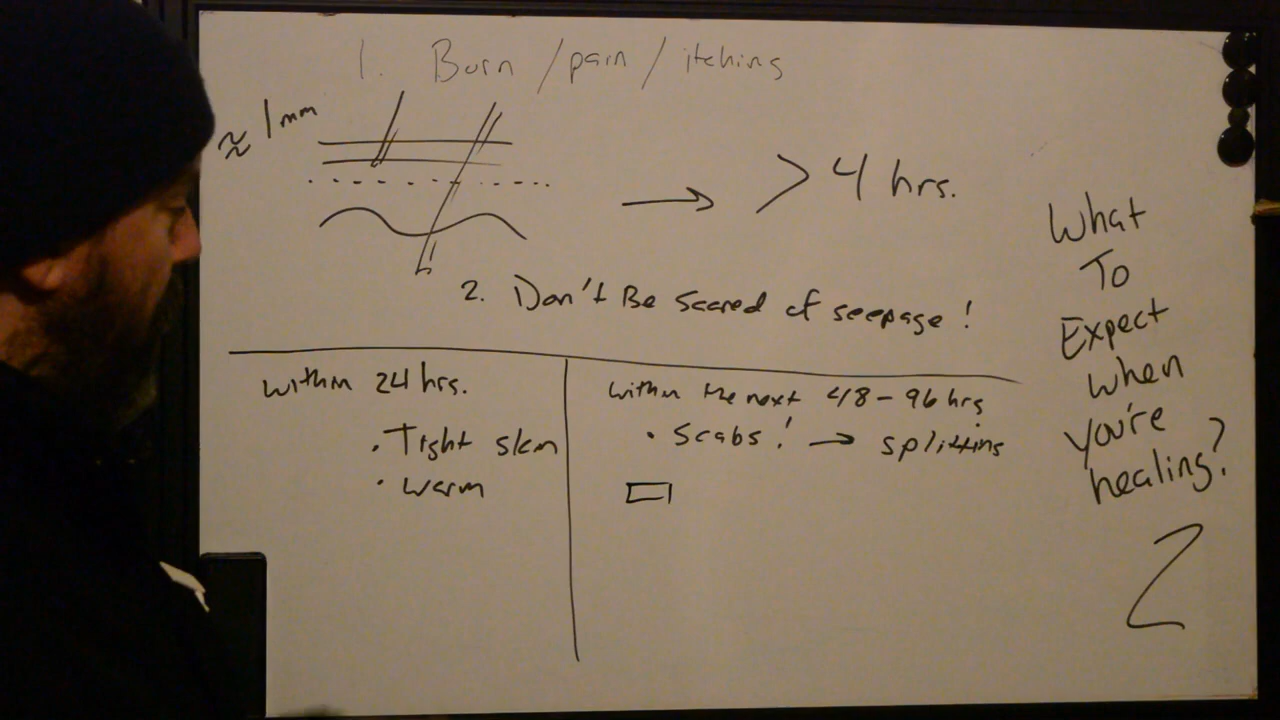 1. Burn / pain / itching
≈ 1mm
→ > 4 hrs.
2. Don't Be Scared of seepage!
within 24 hrs.
• Tight skin
• warm
within the next 48 - 96 hrs
• Scabs! → splitting
What
To
Expect
when
you're
healing?
2